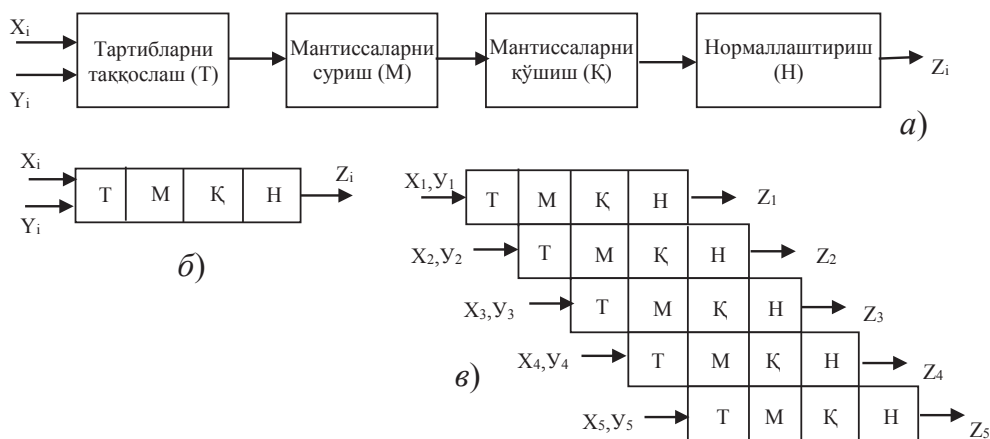 Xi
Yi
Тартибларни
таққослаш (Т)
Мантиссаларни
суриш (М)
Мантиссаларни
қўшиш (Қ)
Нормаллаштириш
(Н)
Zi
а)
Xi
Yi
Т М Қ Н
Zi
б)
X1,У1
Т М Қ Н
Z1
X2,У2
Т М Қ Н
Z2
X3,У3
Т М Қ Н
Z3
X4,У4
Т М Қ Н
Z4
X5,У5
Т М Қ Н
Z5
в)